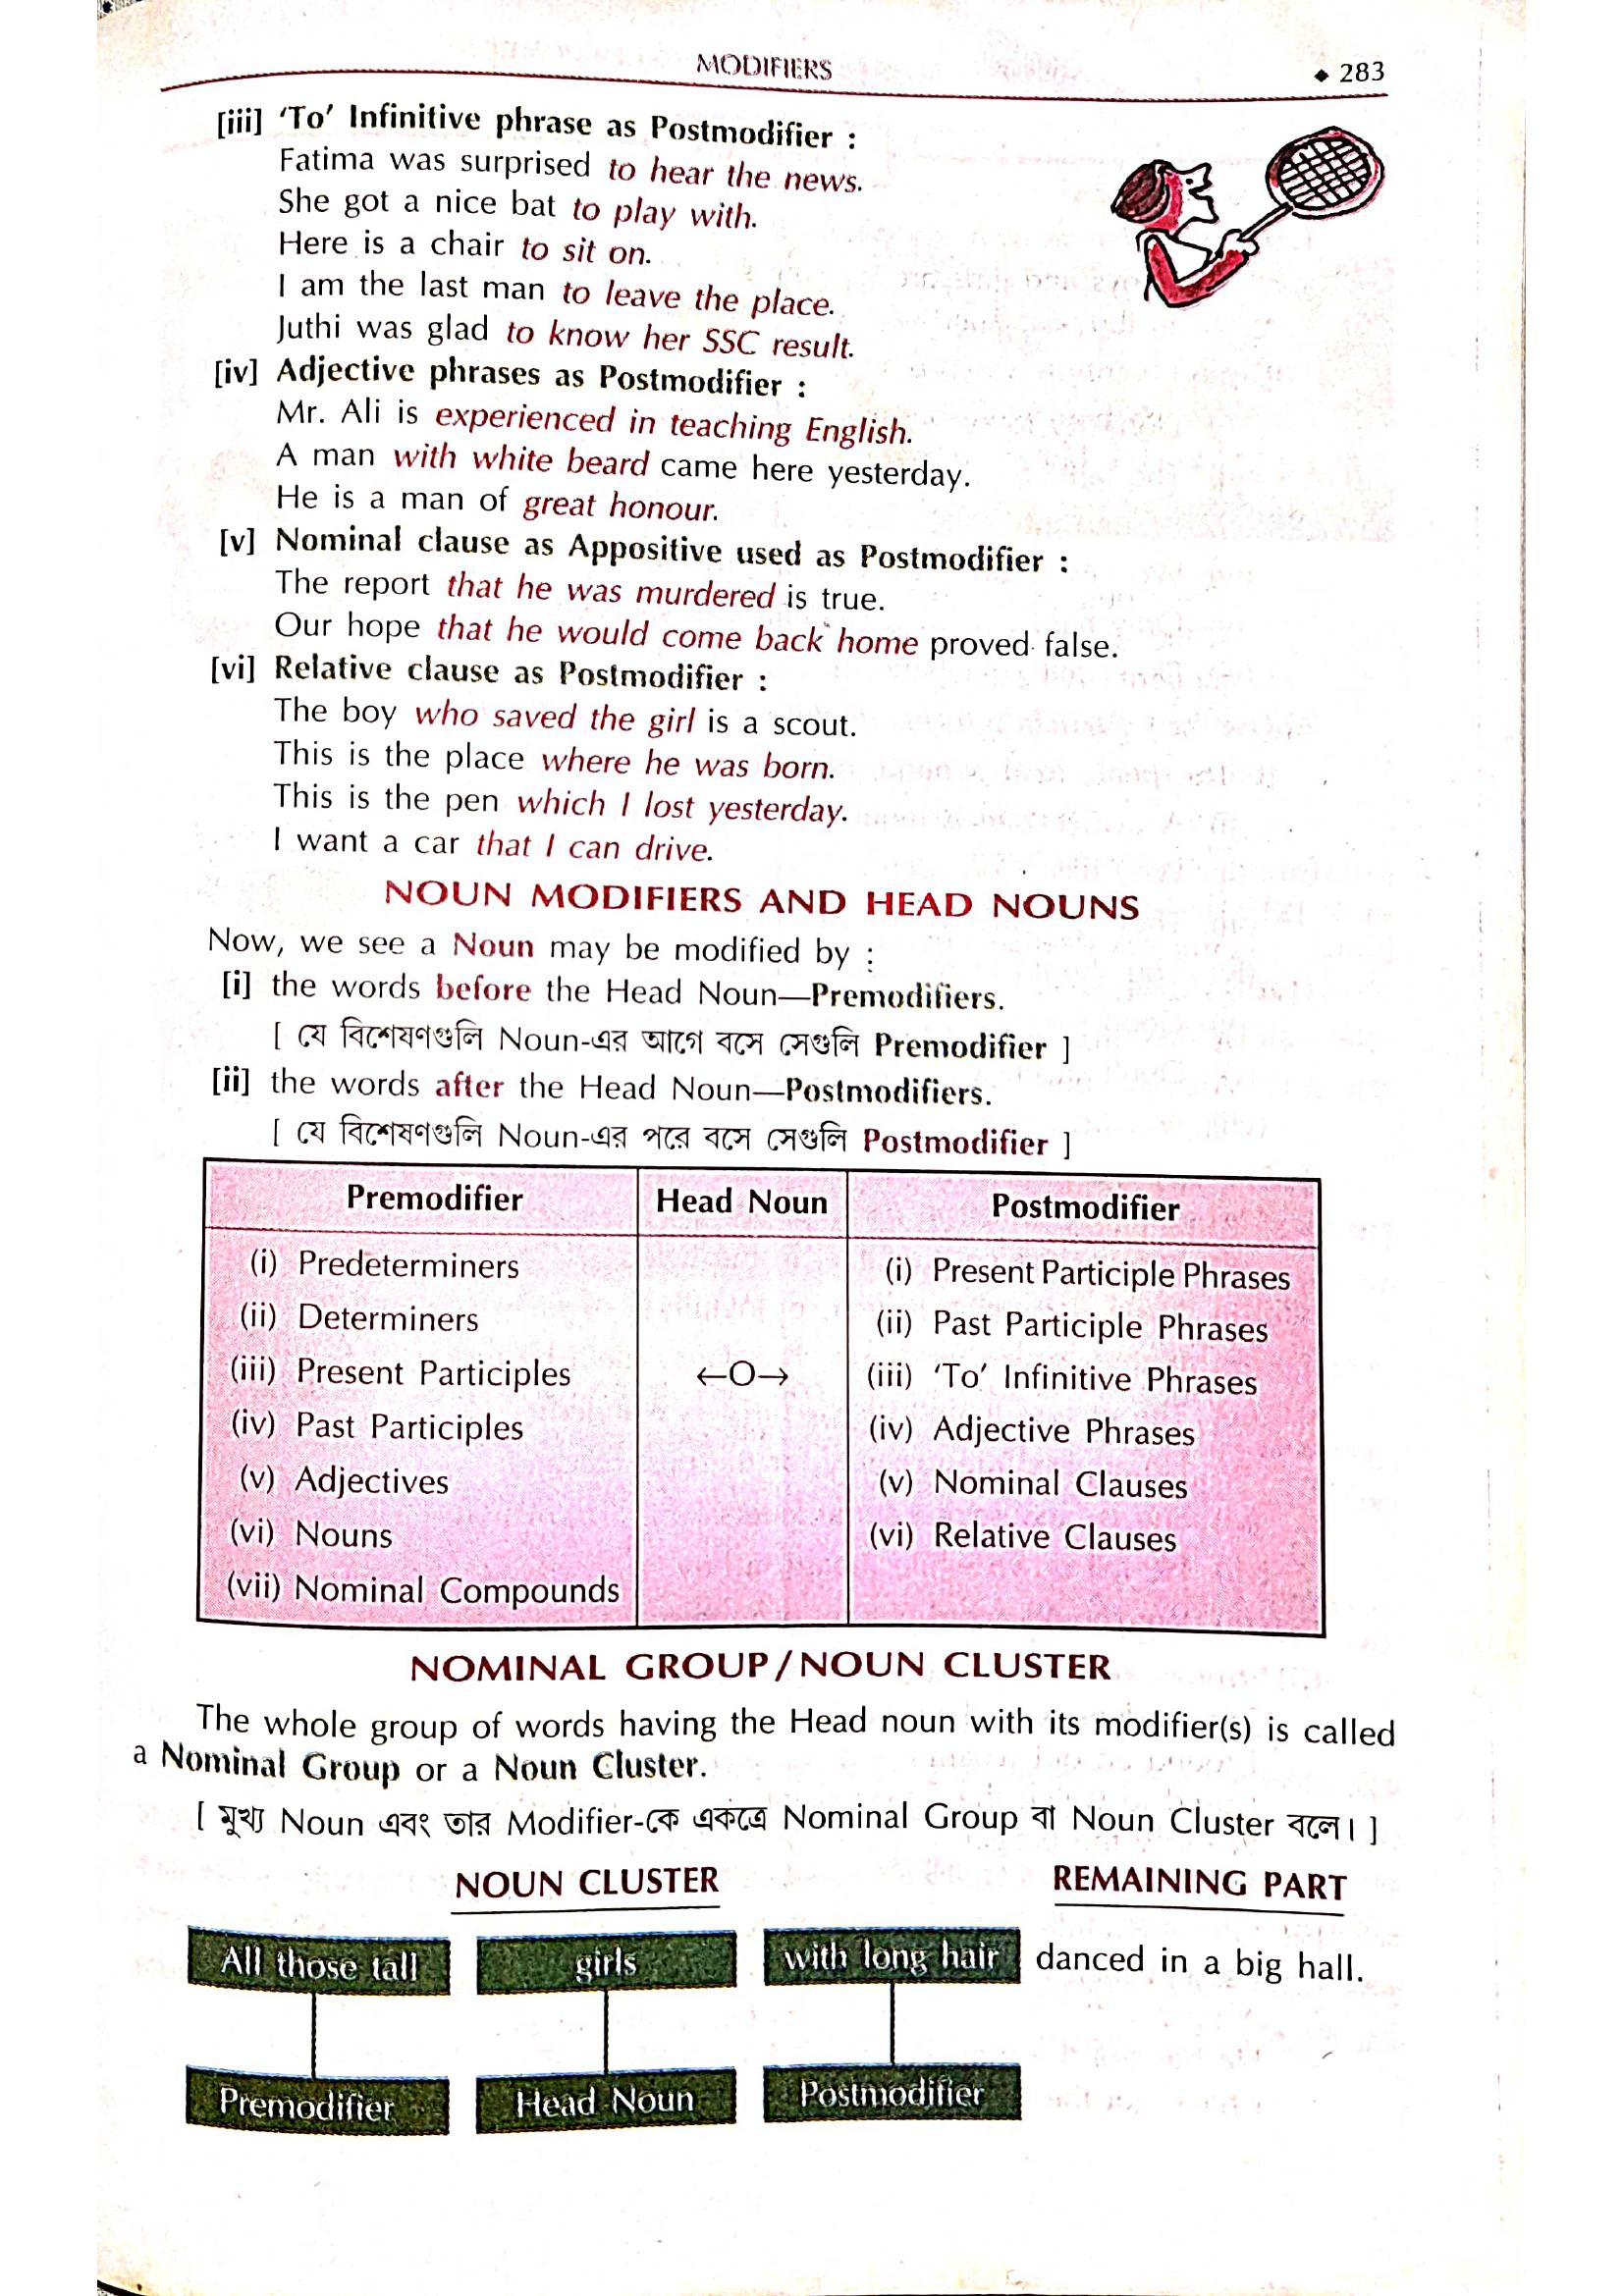 MODIFIERS
◆ 283
[iii] ‘To’ Infinitive phrase as Postmodifier :
Fatima was surprised to hear the news.
She got a nice bat to play with.
Here is a chair to sit on.
I am the last man to leave the place.
Juthi was glad to know her SSC result.
[iv] Adjective phrases as Postmodifier :
Mr. Ali is experienced in teaching English.
A man with white beard came here yesterday.
He is a man of great honour.
[v] Nominal clause as Appositive used as Postmodifier :
The report that he was murdered is true.
Our hope that he would come back home proved false.
[vi] Relative clause as Postmodifier :
The boy who saved the girl is a scout.
This is the place where he was born.
This is the pen which I lost yesterday.
I want a car that I can drive.
NOUN MODIFIERS AND HEAD NOUNS
Now, we see a Noun may be modified by :
[i] the words before the Head Noun—Premodifiers.
[ যে বিশেষণগুলি Noun-এর আগে বসে সেগুলি Premodifier ]
[ii] the words after the Head Noun—Postmodifiers.
[ যে বিশেষণগুলি Noun-এর পরে বসে সেগুলি Postmodifier ]
Premodifier Head Noun Postmodifier
(i) Predeterminers (i) Present Participle Phrases
(ii) Determiners (ii) Past Participle Phrases
(iii) Present Participles ←O→ (iii) ‘To’ Infinitive Phrases
(iv) Past Participles (iv) Adjective Phrases
(v) Adjectives (v) Nominal Clauses
(vi) Nouns (vi) Relative Clauses
(vii) Nominal Compounds
NOMINAL GROUP/NOUN CLUSTER
The whole group of words having the Head noun with its modifier(s) is called
a Nominal Group or a Noun Cluster.
[ মুখ্য Noun এবং তার Modifier-কে একত্রে Nominal Group বা Noun Cluster বলে। ]
NOUN CLUSTER REMAINING PART
All those tall girls with long hair danced in a big hall.
Premodifier Head Noun Postmodifier